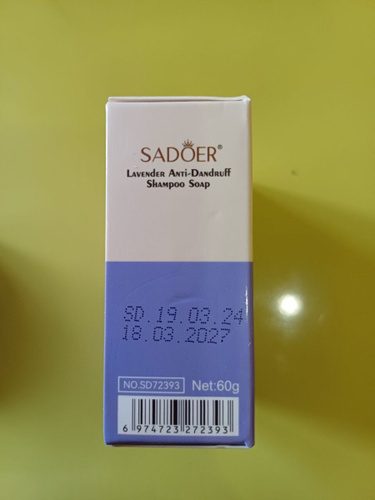 SADOER®
LAVENDER ANTI-DANDRUFF
SHAMPOO SOAP
SD.19.03.24
18.03.2027
NO.SD72393 Net:60g
6 974723 272393